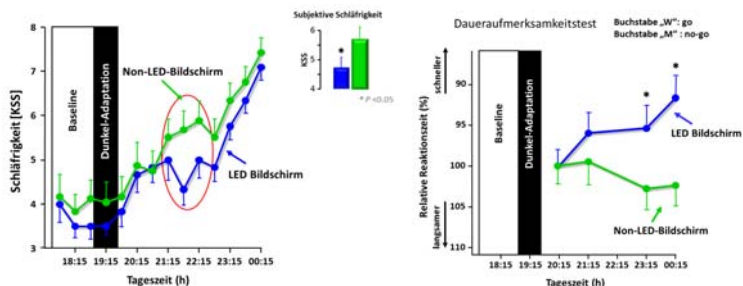 Subjektive Schläfrigkeit
KSS
6
5
4
*
* P <0.05
Schläfrigkeit [KSS]
8
7
6
5
4
3
Baseline
Dunkel-Adaptation
Non-LED-Bildschirm
LED Bildschirm
18:15 19:15 20:15 21:15 22:15 23:15 00:15
Tageszeit (h)
Daueraufmerksamkeitstest
Buchstabe „W“: go
Buchstabe „M“ : no-go
schneller
langsamer
Relative Reaktionszeit (%)
90
95
100
105
110
Baseline
Dunkel-Adaptation
*
*
LED Bildschirm
Non-LED-Bildschirm
18:15 19:15 20:15 21:15 23:15 00:15
Tageszeit (h)